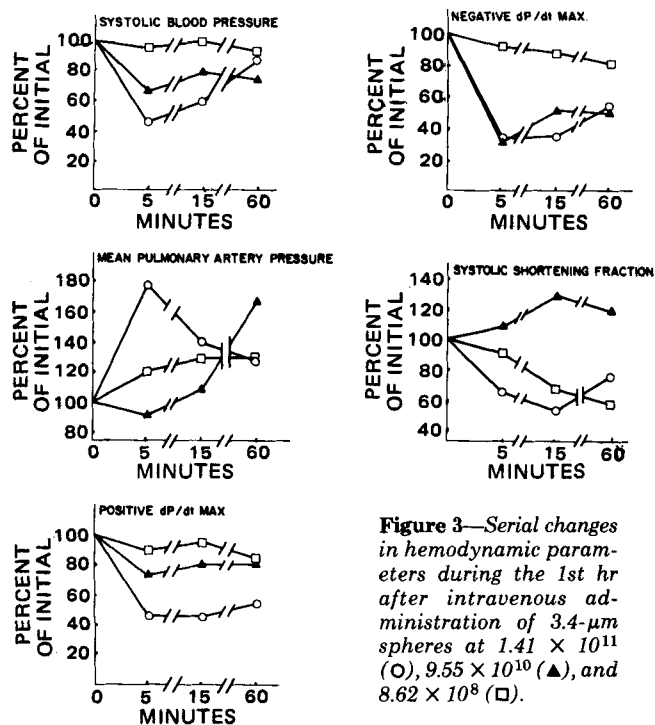 SYSTOLIC BLOOD PRESSURE
PERCENT
OF INITIAL
100
80
60
40
20
0 5 15 60
MINUTES
NEGATIVE dP/dt MAX.
PERCENT
OF INITIAL
100
80
60
40
20
0 5 15 60
MINUTES
MEAN PULMONARY ARTERY PRESSURE
PERCENT
OF INITIAL
180
160
140
120
100
80
0 5 15 60
MINUTES
SYSTOLIC SHORTENING FRACTION
PERCENT
OF INITIAL
140
120
100
80
60
40
0 5 15 60
MINUTES
POSITIVE dP/dt MAX
PERCENT
OF INITIAL
100
80
60
40
20
0 5 15 60
MINUTES
Figure 3—Serial changes
in hemodynamic param-
eters during the 1st hr
after intravenous ad-
ministration of 3.4-μm
spheres at 1.41 × 10¹¹
(○), 9.55 × 10¹⁰ (▲), and
8.62 × 10⁸ (□).